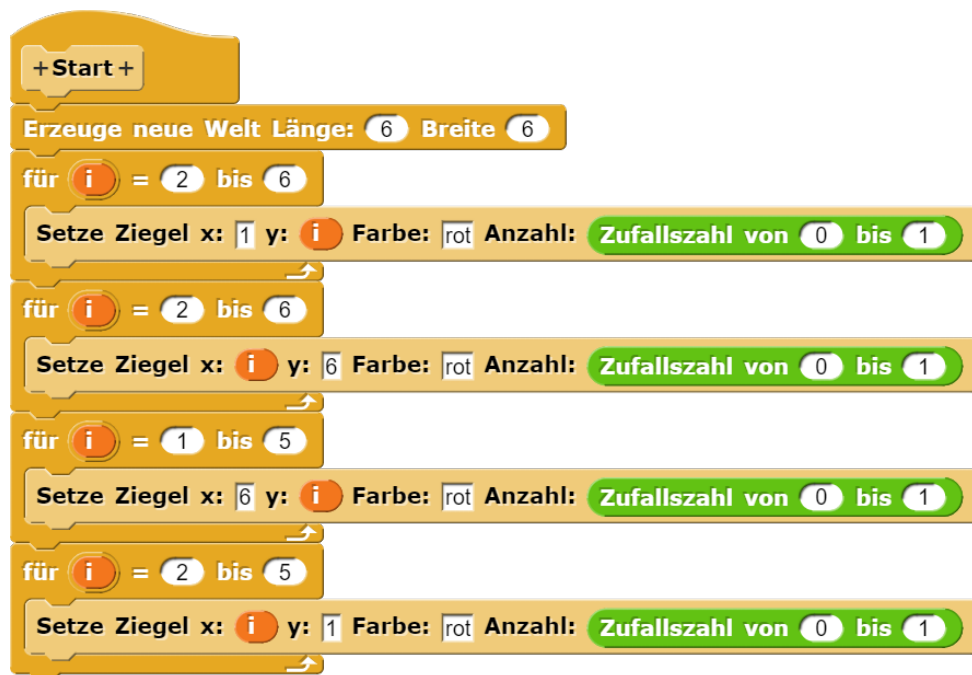 +Start+
Erzeuge neue Welt Länge: 6 Breite 6
für i = 2 bis 6
Setze Ziegel x: 1 y: i Farbe: rot Anzahl: Zufallszahl von 0 bis 1
für i = 2 bis 6
Setze Ziegel x: i y: 6 Farbe: rot Anzahl: Zufallszahl von 0 bis 1
für i = 1 bis 5
Setze Ziegel x: 6 y: i Farbe: rot Anzahl: Zufallszahl von 0 bis 1
für i = 2 bis 5
Setze Ziegel x: i y: 1 Farbe: rot Anzahl: Zufallszahl von 0 bis 1